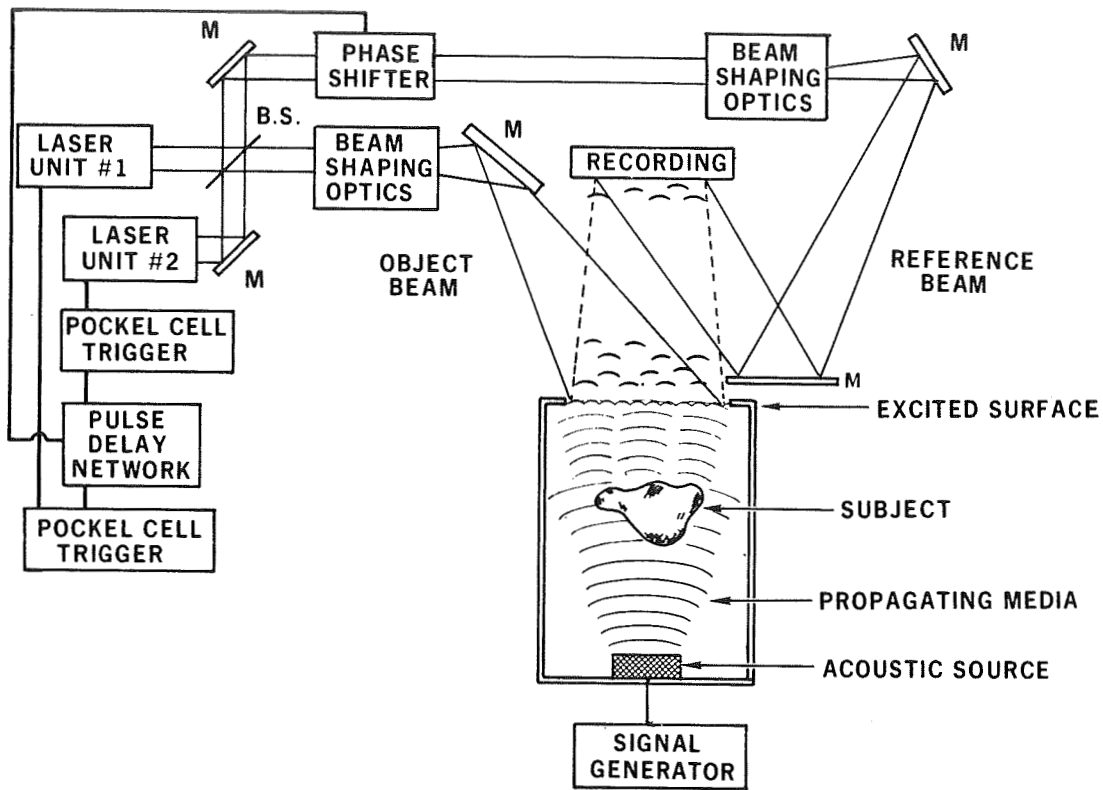 M
PHASE
SHIFTER
BEAM
SHAPING
OPTICS
M
B.S.
LASER
UNIT #1
BEAM
SHAPING
OPTICS
M
RECORDING
LASER
UNIT #2
M
OBJECT
BEAM
REFERENCE
BEAM
POCKEL CELL
TRIGGER
M
PULSE
DELAY
NETWORK
EXCITED SURFACE
POCKEL CELL
TRIGGER
SUBJECT
PROPAGATING MEDIA
ACOUSTIC SOURCE
SIGNAL
GENERATOR